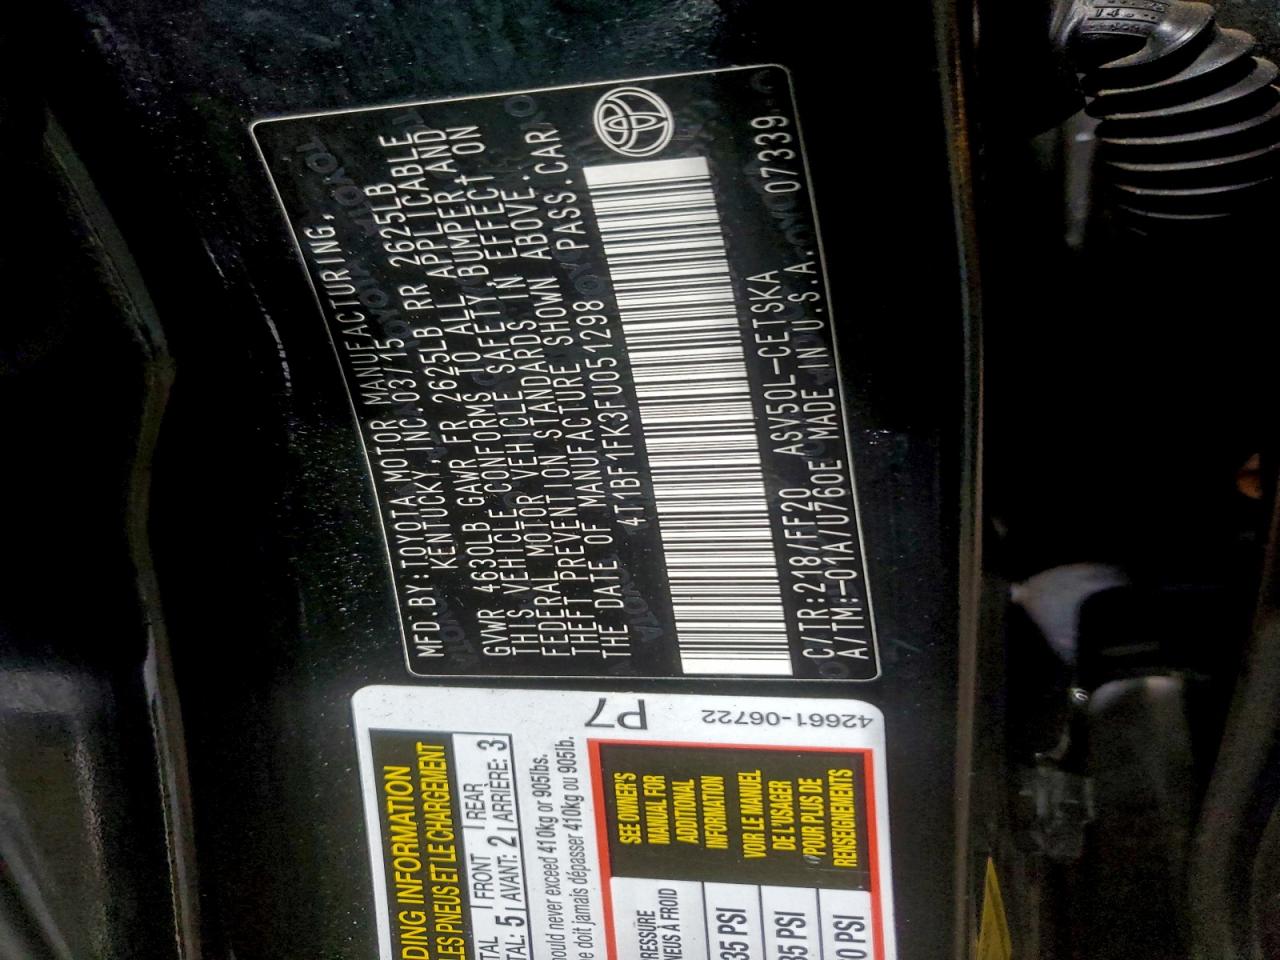 MFD.BY:TOYOTA MOTOR MANUFACTURING,
KENTUCKY,INC.03/15
GVWR 4630LB GAWR FR 2625LB RR 2625LB
THIS VEHICLE CONFORMS TO ALL APPLICABLE
FEDERAL MOTOR VEHICLE SAFETY,BUMPER, AND
THEFT PREVENTION STANDARDS IN EFFECT ON
THE DATE OF MANUFACTURE SHOWN ABOVE.
4T1BF1FK3FU051298 PASS.CAR
C/TR:218/FF20 ASV50L-CETSKA
A/TM:-01A/U760E MADE IN U.S.A. 07339
P7
42661-06722
DING INFORMATION
LES PNEUS ET LE CHARGEMENT
TAL FRONT REAR
TAL: 5 AVANT: 2 ARRIÈRE: 3
ould never exceed 410kg or 905lbs.
e doit jamais dépasser 410kg ou 905lb.
RESSURE
NEUS À FROID
35 PSI
35 PSI
0 PSI
SEE OWNER'S
MANUAL FOR
ADDITIONAL
INFORMATION
VOIR LE MANUEL
DE L'USAGER
POUR PLUS DE
RENSEIGNEMENTS